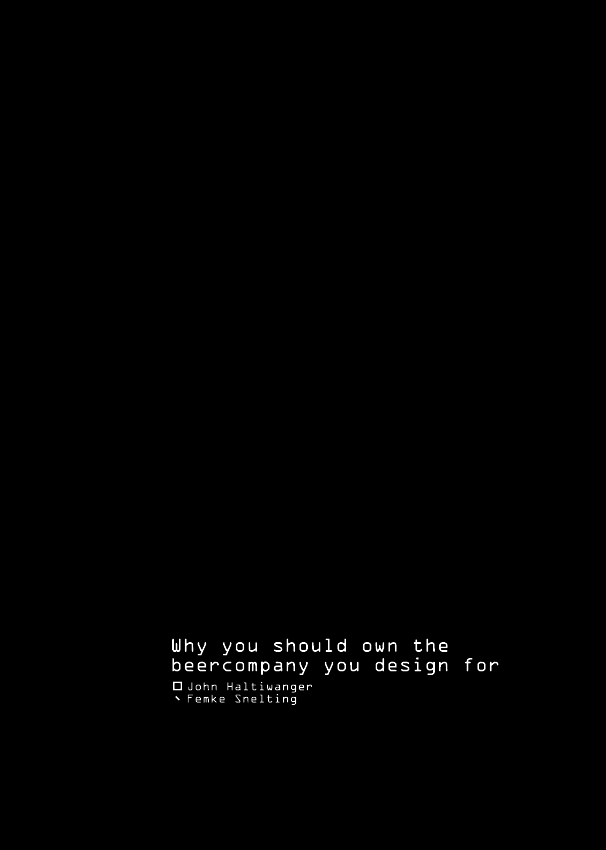 Why you should own the
beercompany you design for
John Haltiwanger
Femke Snelting